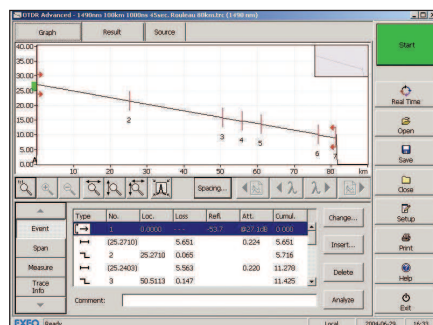 OTDR Advanced - 1490nm 100km 1000ns 45sec. Rouleau 80km.trc (1490 nm)
Graph Result Source
Start
Real Time
Open
Save
Close
Setup
Print
Help
Exit
40.00
35.00
30.00
25.00
20.00
15.00
10.00
5.00
0.00
2 3 4 5 6 7
A
10 20 30 40 50 60 70 80 km
Spacing...
Event
Span
Measure
Trace Info
Type No. Loc. Loss Refl. Att. Cumul.
1 0.0000 --- -53.7 @27.1dB 0.000
(25.2710) 5.651 0.224 5.651
2 25.2710 0.065 5.716
(25.2403) 5.563 0.220 11.278
3 50.5113 0.147 11.425
Change...
Insert...
Delete
Analyze
Comment:
EXFO Ready Local 2004-06-29 16:33